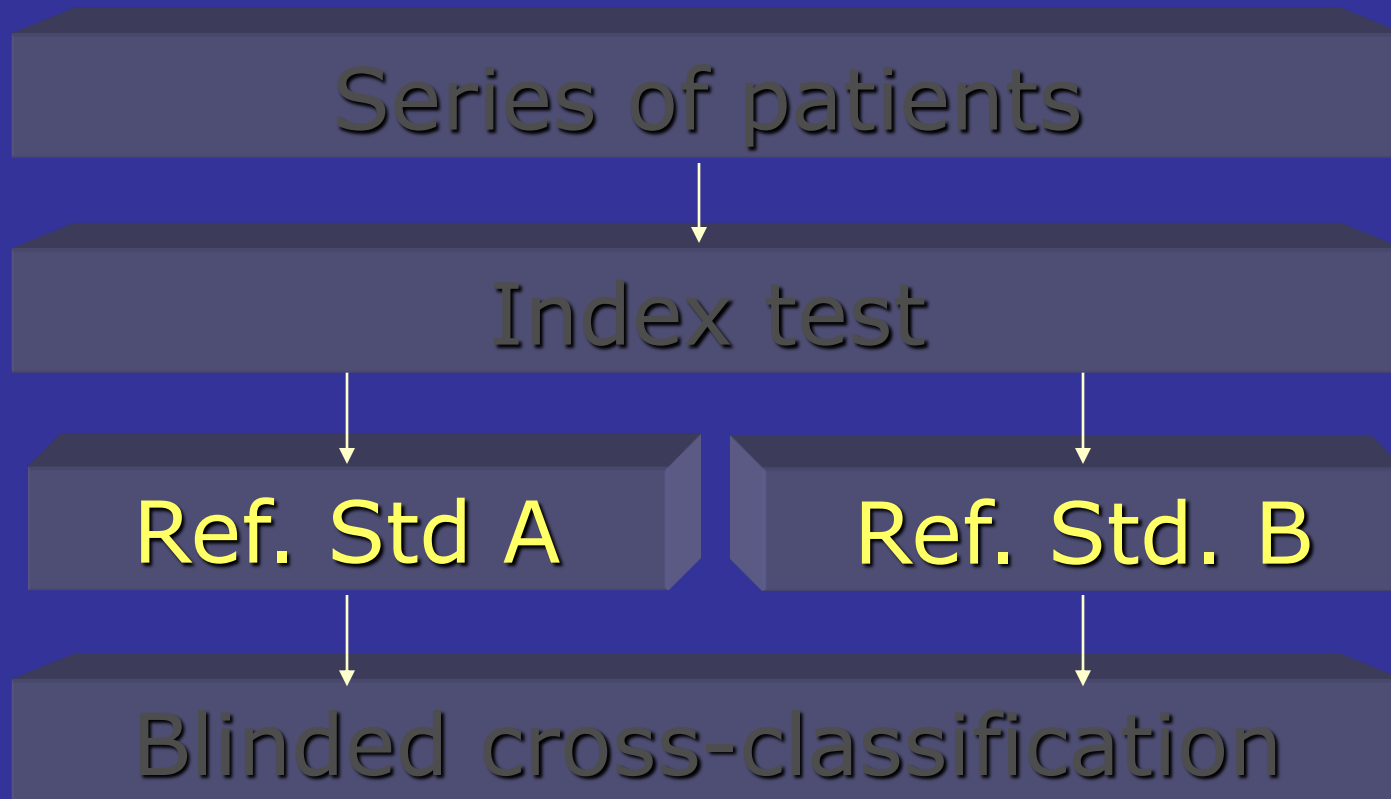 Series of patients
Index test
Ref. Std A
Ref. Std. B
Blinded cross-classification